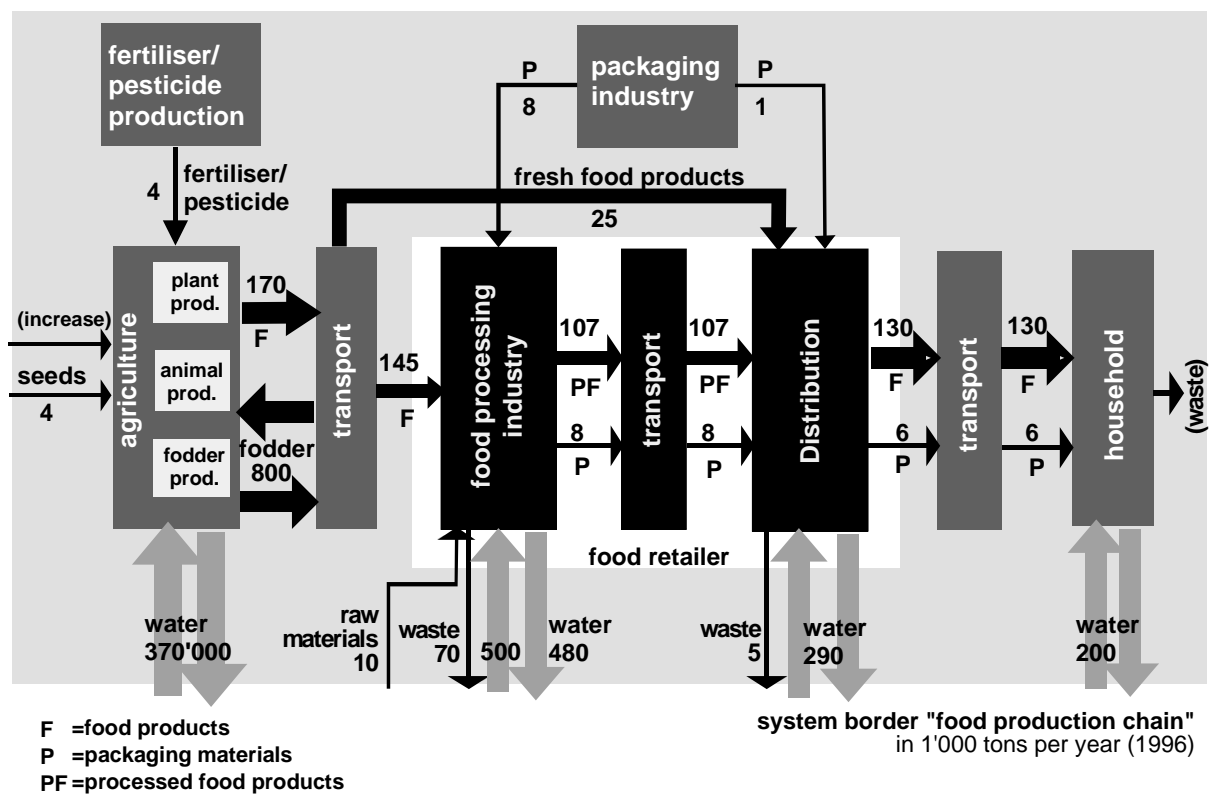 fertiliser/
pesticide
production
P
8
packaging
industry
P
1
4
fertiliser/
pesticide
fresh food products
25
(increase)
seeds
4
agriculture
plant
prod.
animal
prod.
fodder
prod.
170
F
fodder
800
transport
145
F
food processing
industry
107
PF
8
P
transport
107
PF
8
P
Distribution
130
F
6
P
transport
130
F
6
P
household
(waste)
food retailer
water
370'000
raw
materials
10
waste
70
500
water
480
waste
5
water
290
water
200
F =food products
P =packaging materials
PF=processed food products
system border "food production chain"
in 1'000 tons per year (1996)